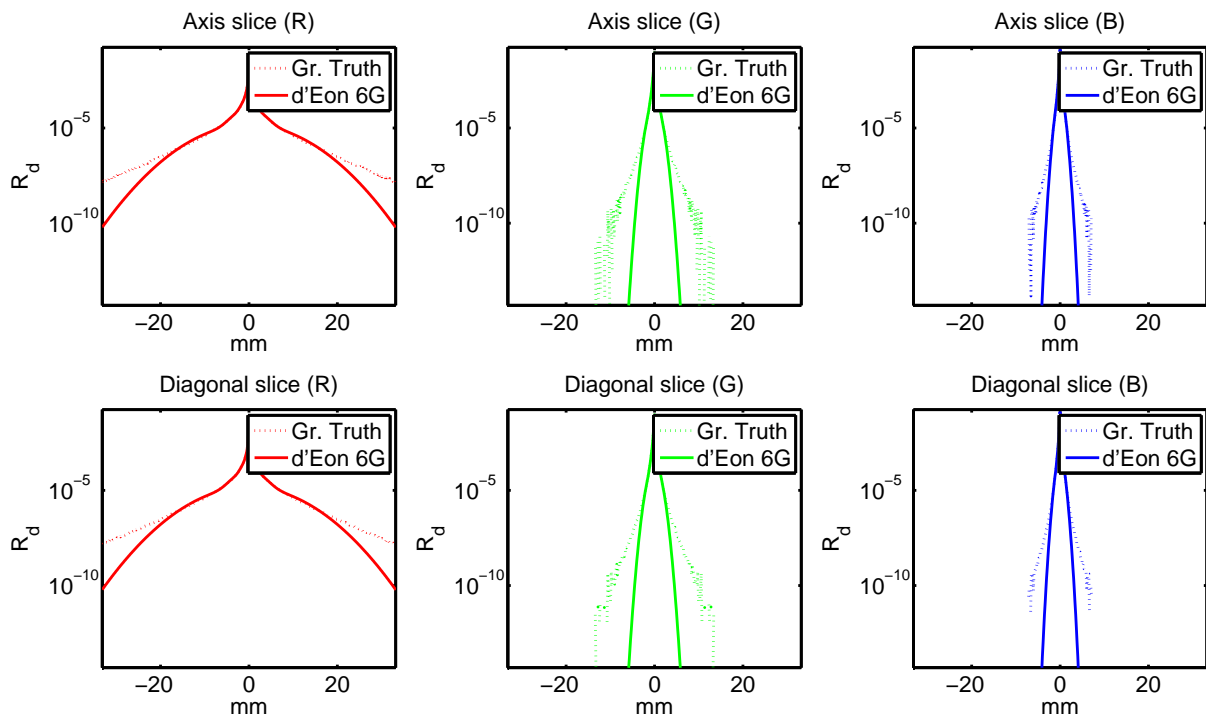 Axis slice (R)
Axis slice (G)
Axis slice (B)
Gr. Truth
d'Eon 6G
Gr. Truth
d'Eon 6G
Gr. Truth
d'Eon 6G
10^-5
10^-10
R_d
10^-5
10^-10
R_d
10^-5
10^-10
R_d
−20 0 20
−20 0 20
−20 0 20
mm
mm
mm
Diagonal slice (R)
Diagonal slice (G)
Diagonal slice (B)
Gr. Truth
d'Eon 6G
Gr. Truth
d'Eon 6G
Gr. Truth
d'Eon 6G
10^-5
10^-10
R_d
10^-5
10^-10
R_d
10^-5
10^-10
R_d
−20 0 20
−20 0 20
−20 0 20
mm
mm
mm